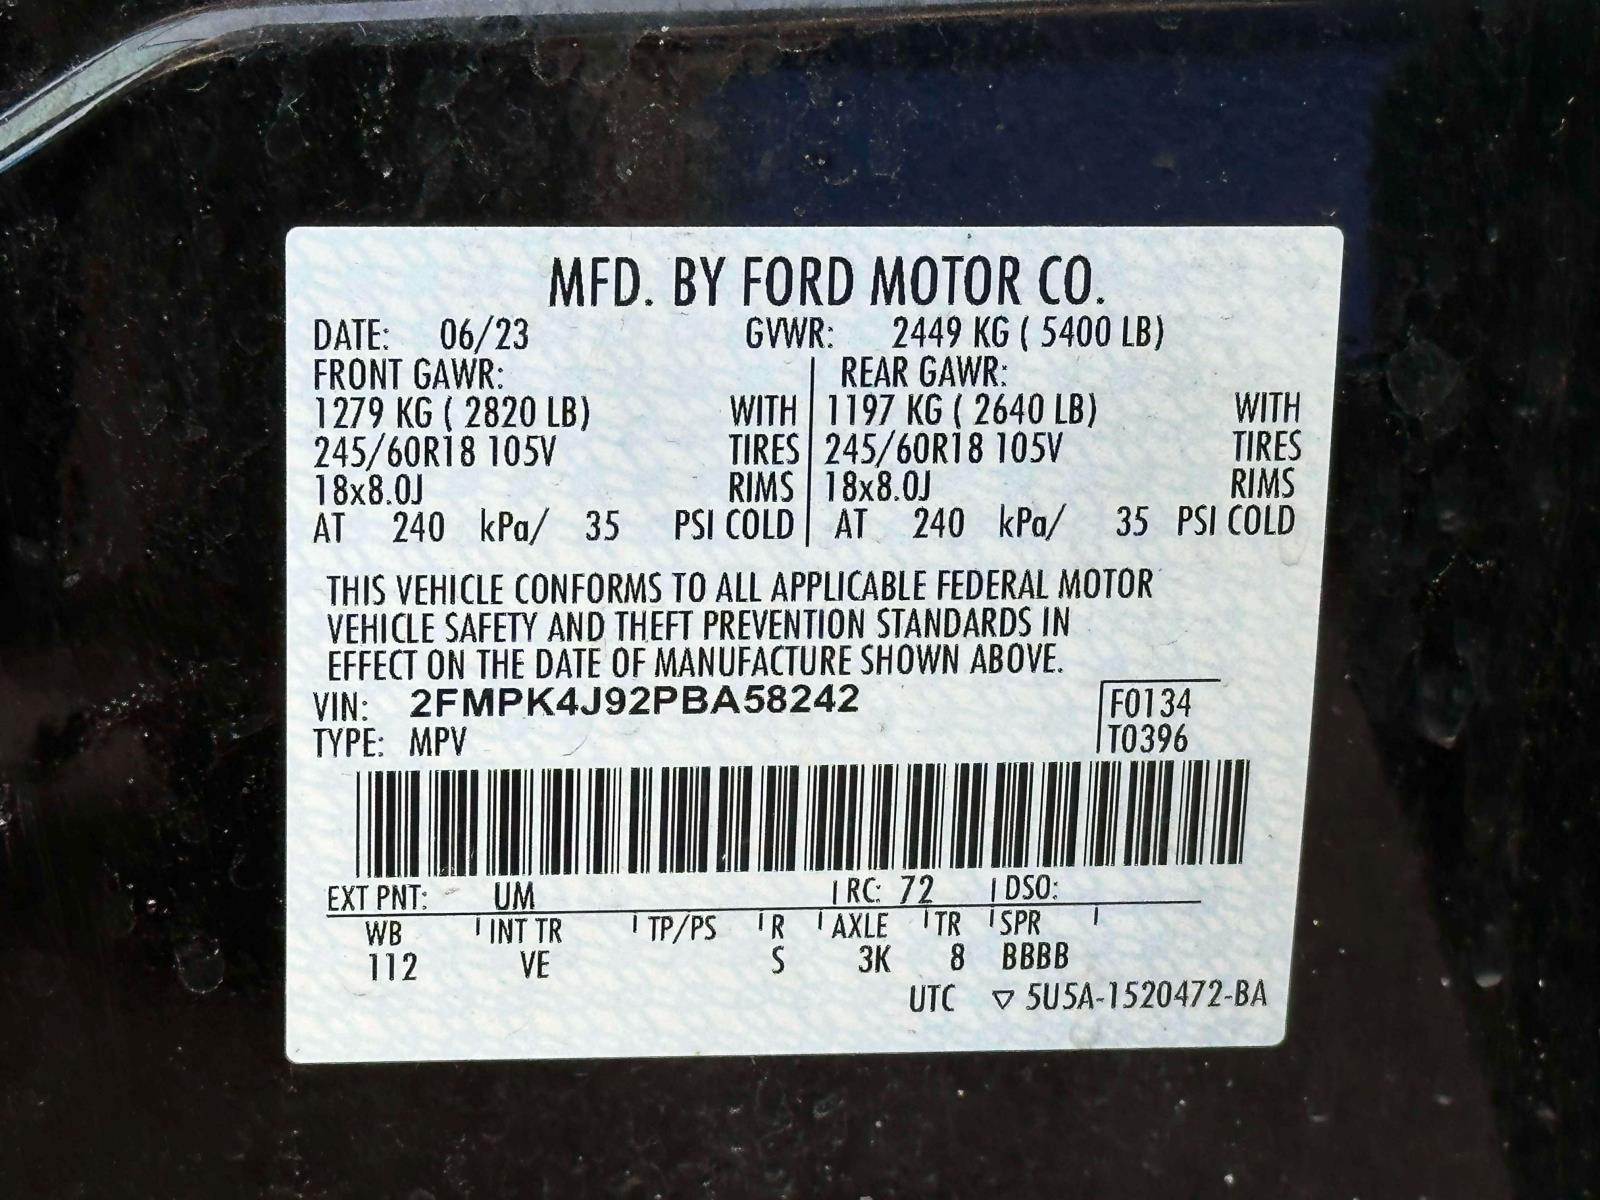 MFD. BY FORD MOTOR CO.
DATE: 06/23 GVWR: 2449 KG ( 5400 LB)
FRONT GAWR: REAR GAWR:
1279 KG ( 2820 LB) WITH 1197 KG ( 2640 LB) WITH
245/60R18 105V TIRES 245/60R18 105V TIRES
18x8.0J RIMS 18x8.0J RIMS
AT 240 kPa/ 35 PSI COLD AT 240 kPa/ 35 PSI COLD
THIS VEHICLE CONFORMS TO ALL APPLICABLE FEDERAL MOTOR
VEHICLE SAFETY AND THEFT PREVENTION STANDARDS IN
EFFECT ON THE DATE OF MANUFACTURE SHOWN ABOVE.
VIN: 2FMPK4J92PBA58242 F0134
TYPE: MPV T0396
EXT PNT: UM RC: 72 DSO:
WB INT TR TP/PS R AXLE TR SPR
112 VE S 3K 8 BBBB
UTC ▽ 5U5A-1520472-BA